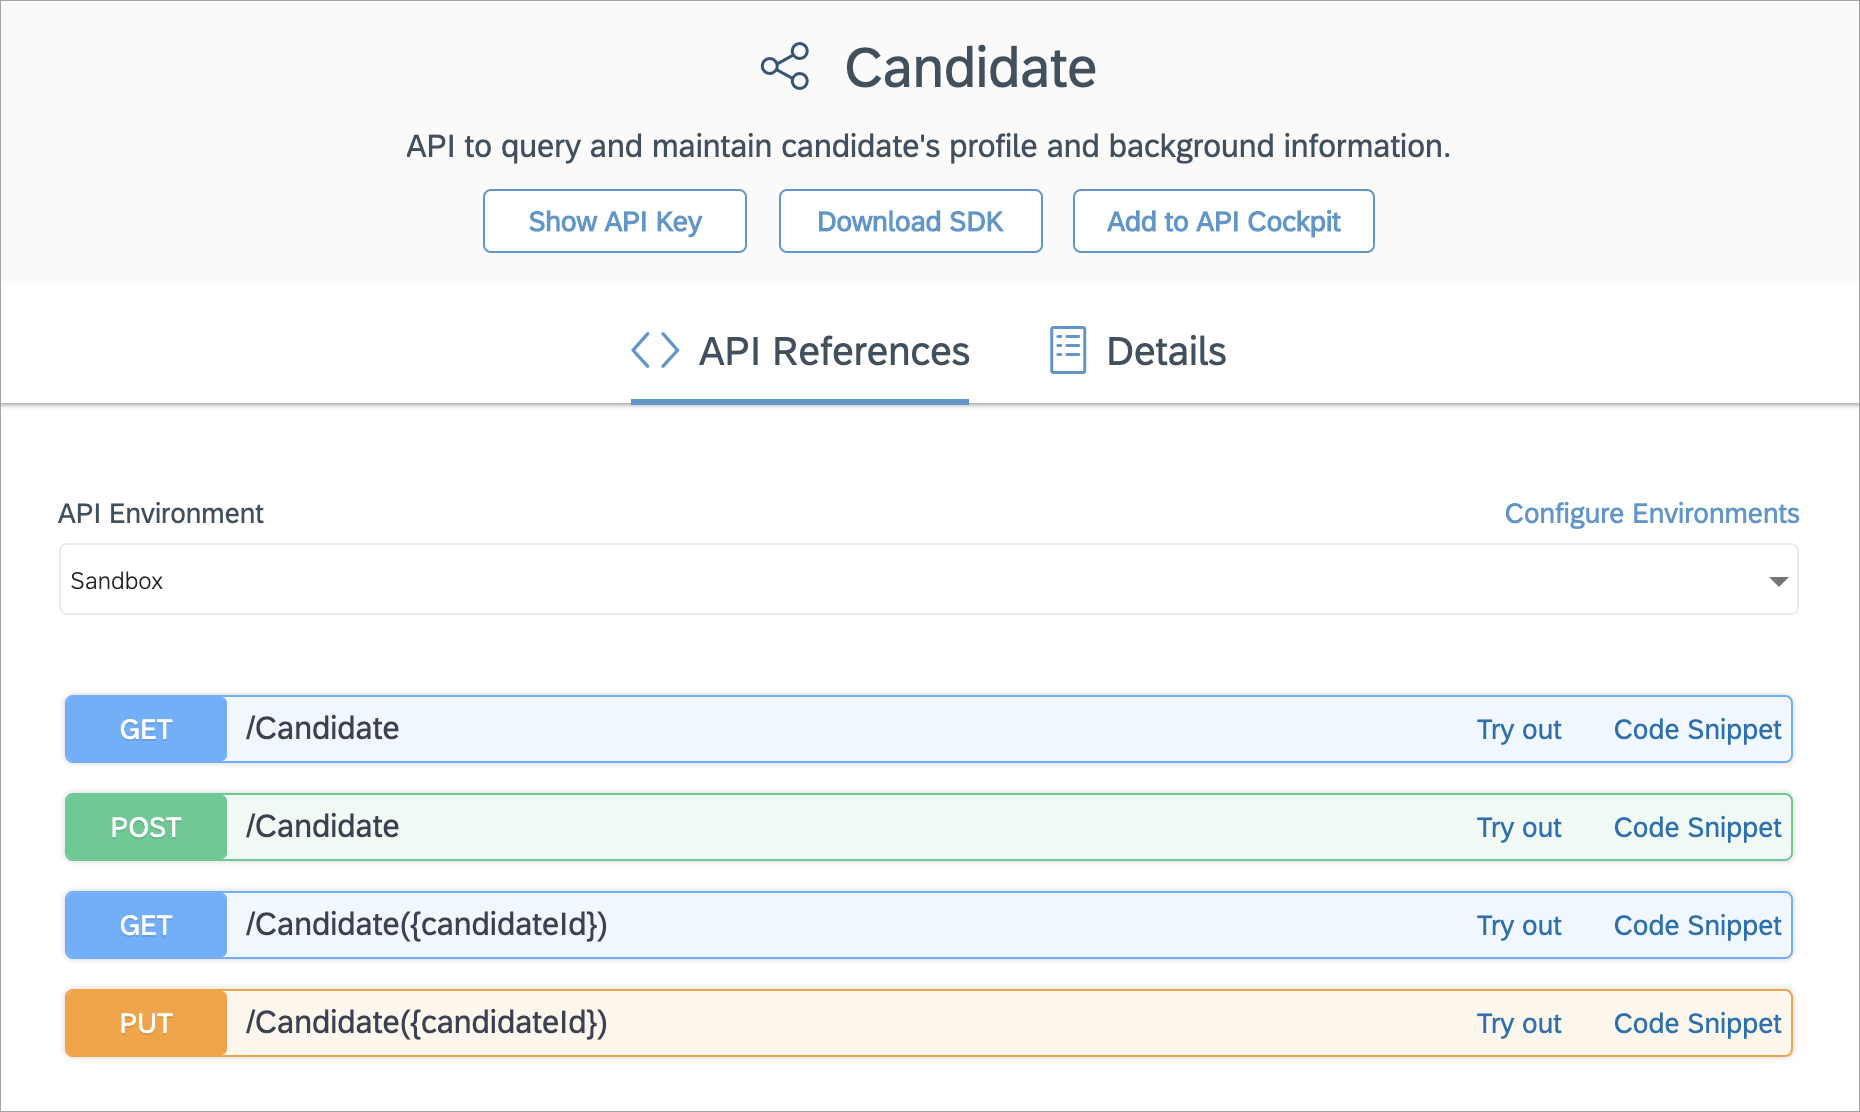 Candidate
API to query and maintain candidate's profile and background information.
Show API Key
Download SDK
Add to API Cockpit
API References
Details
API Environment
Configure Environments
Sandbox
GET /Candidate Try out Code Snippet
POST /Candidate Try out Code Snippet
GET /Candidate({candidateId}) Try out Code Snippet
PUT /Candidate({candidateId}) Try out Code Snippet